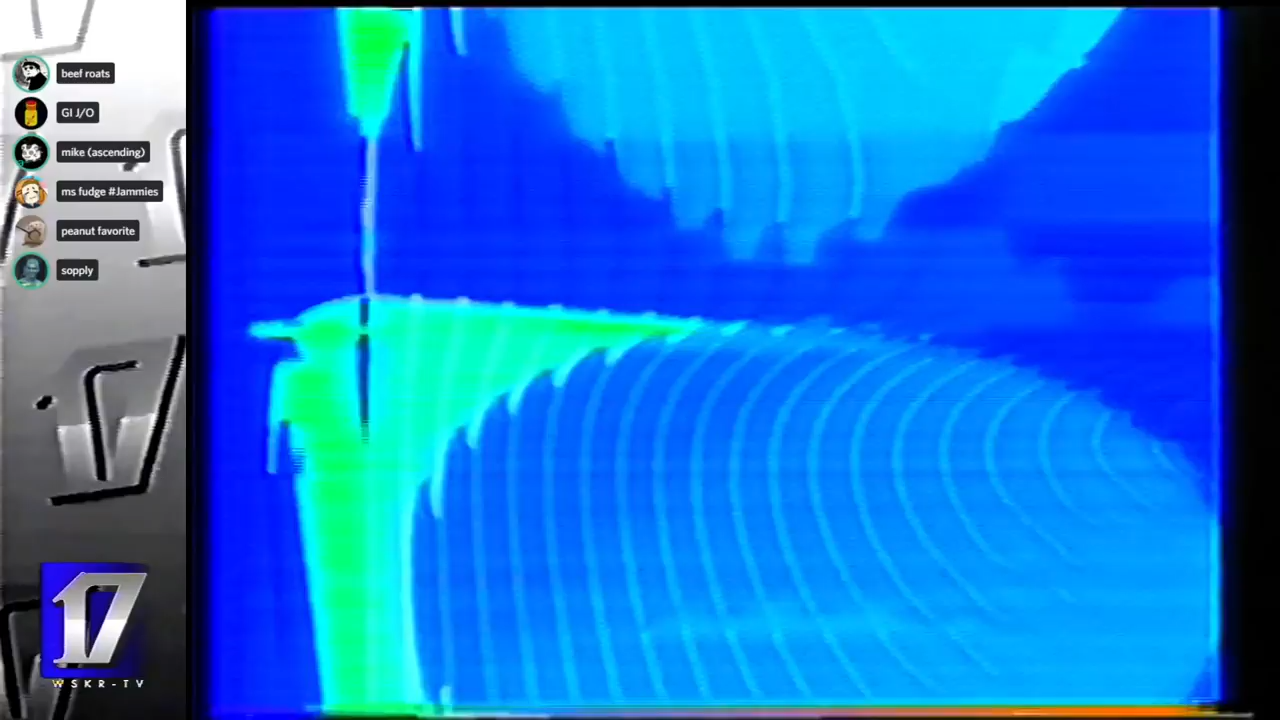 beef roats
GI J/O
mike (ascending)
ms fudge #Jammies
peanut favorite
sopply
17
WSKR-TV